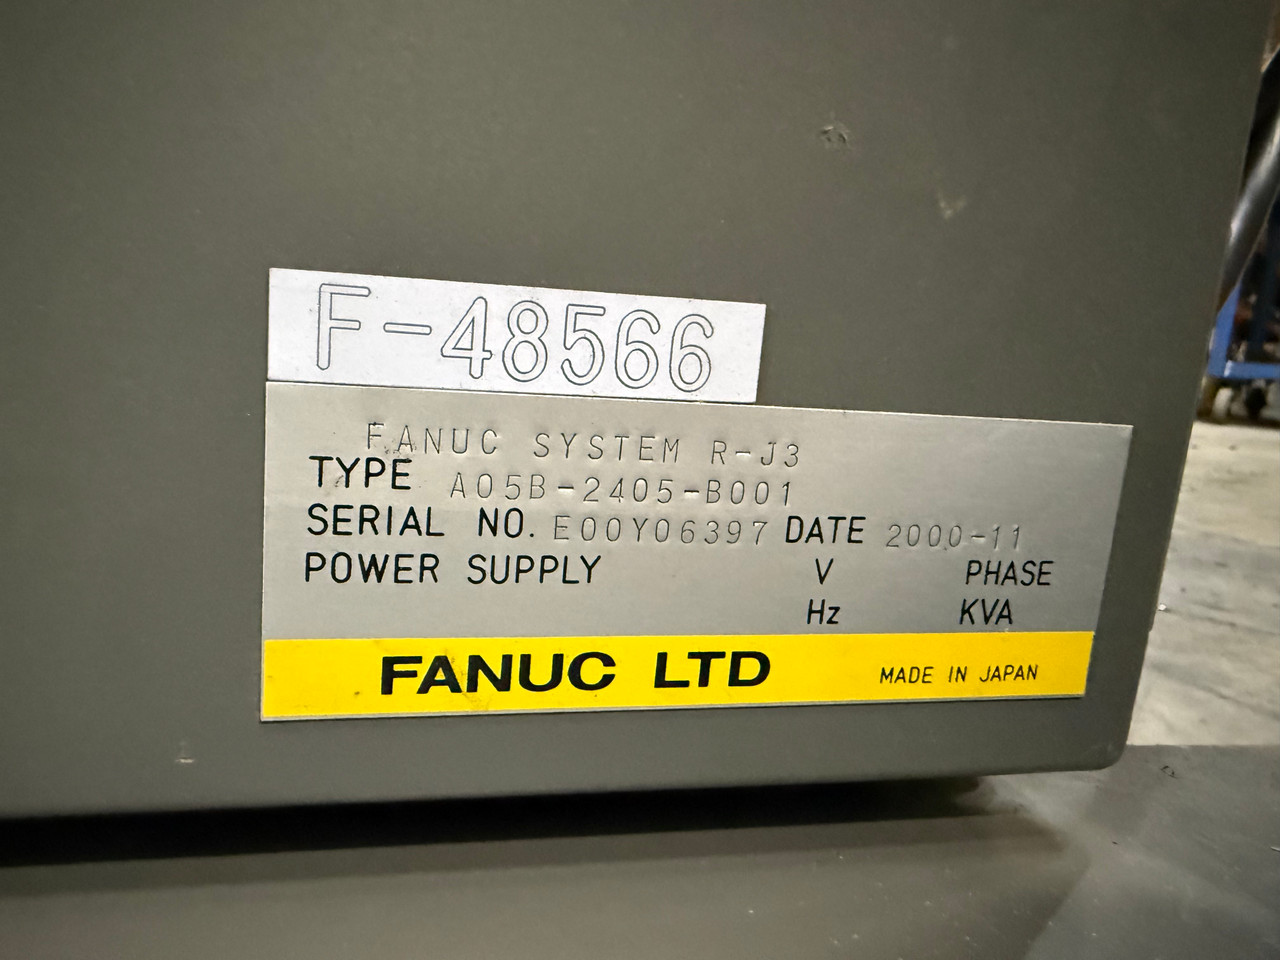 F-48566
FANUC SYSTEM R-J3
TYPE A05B-2405-B001
SERIAL NO. E00Y06397 DATE 2000-11
POWER SUPPLY V PHASE
Hz KVA
FANUC LTD MADE IN JAPAN